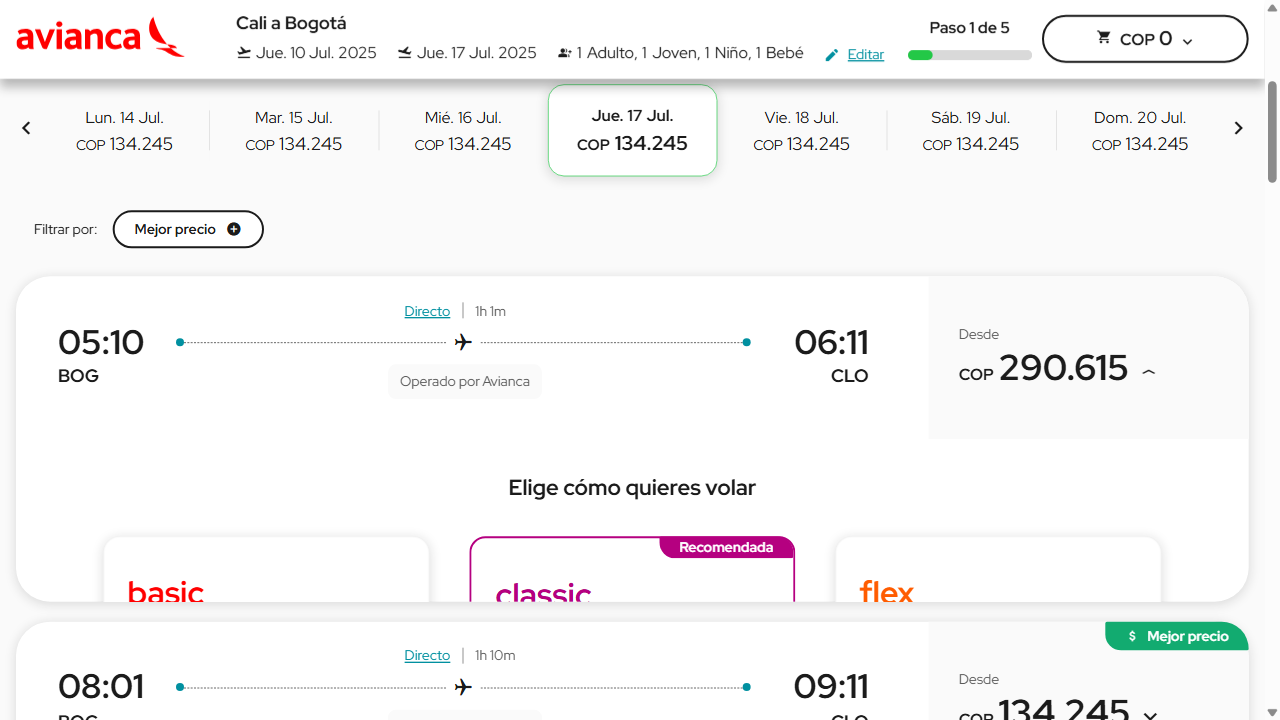 avianca
Cali a Bogotá
Jue. 10 Jul. 2025
Jue. 17 Jul. 2025
1 Adulto, 1 Joven, 1 Niño, 1 Bebé
Editar
Paso 1 de 5
COP 0
Lun. 14 Jul.
COP 134.245
Mar. 15 Jul.
COP 134.245
Mié. 16 Jul.
COP 134.245
Jue. 17 Jul.
COP 134.245
Vie. 18 Jul.
COP 134.245
Sáb. 19 Jul.
COP 134.245
Dom. 20 Jul.
COP 134.245
Filtrar por:
Mejor precio
Directo
1h 1m
05:10
06:11
BOG
CLO
Operado por Avianca
Desde
COP 290.615
Elige cómo quieres volar
Recomendada
basic
classic
flex
$ Mejor precio
Directo
1h 10m
08:01
09:11
BOG
CLO
Desde
COP 134.245